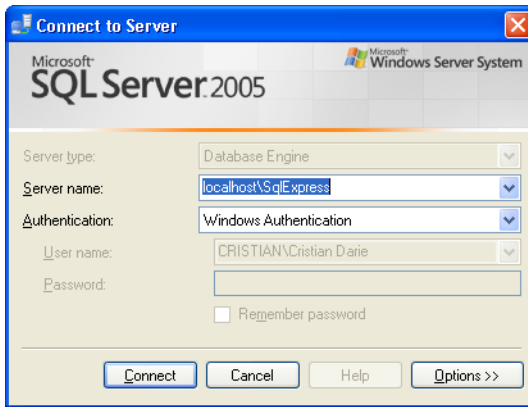 Connect to Server
Microsoft
SQL Server 2005
Microsoft
Windows Server System
Server type: Database Engine
Server name: localhost\SqlExpress
Authentication: Windows Authentication
User name: CRISTIAN\Cristian Darie
Password:
Remember password
Connect Cancel Help Options >>